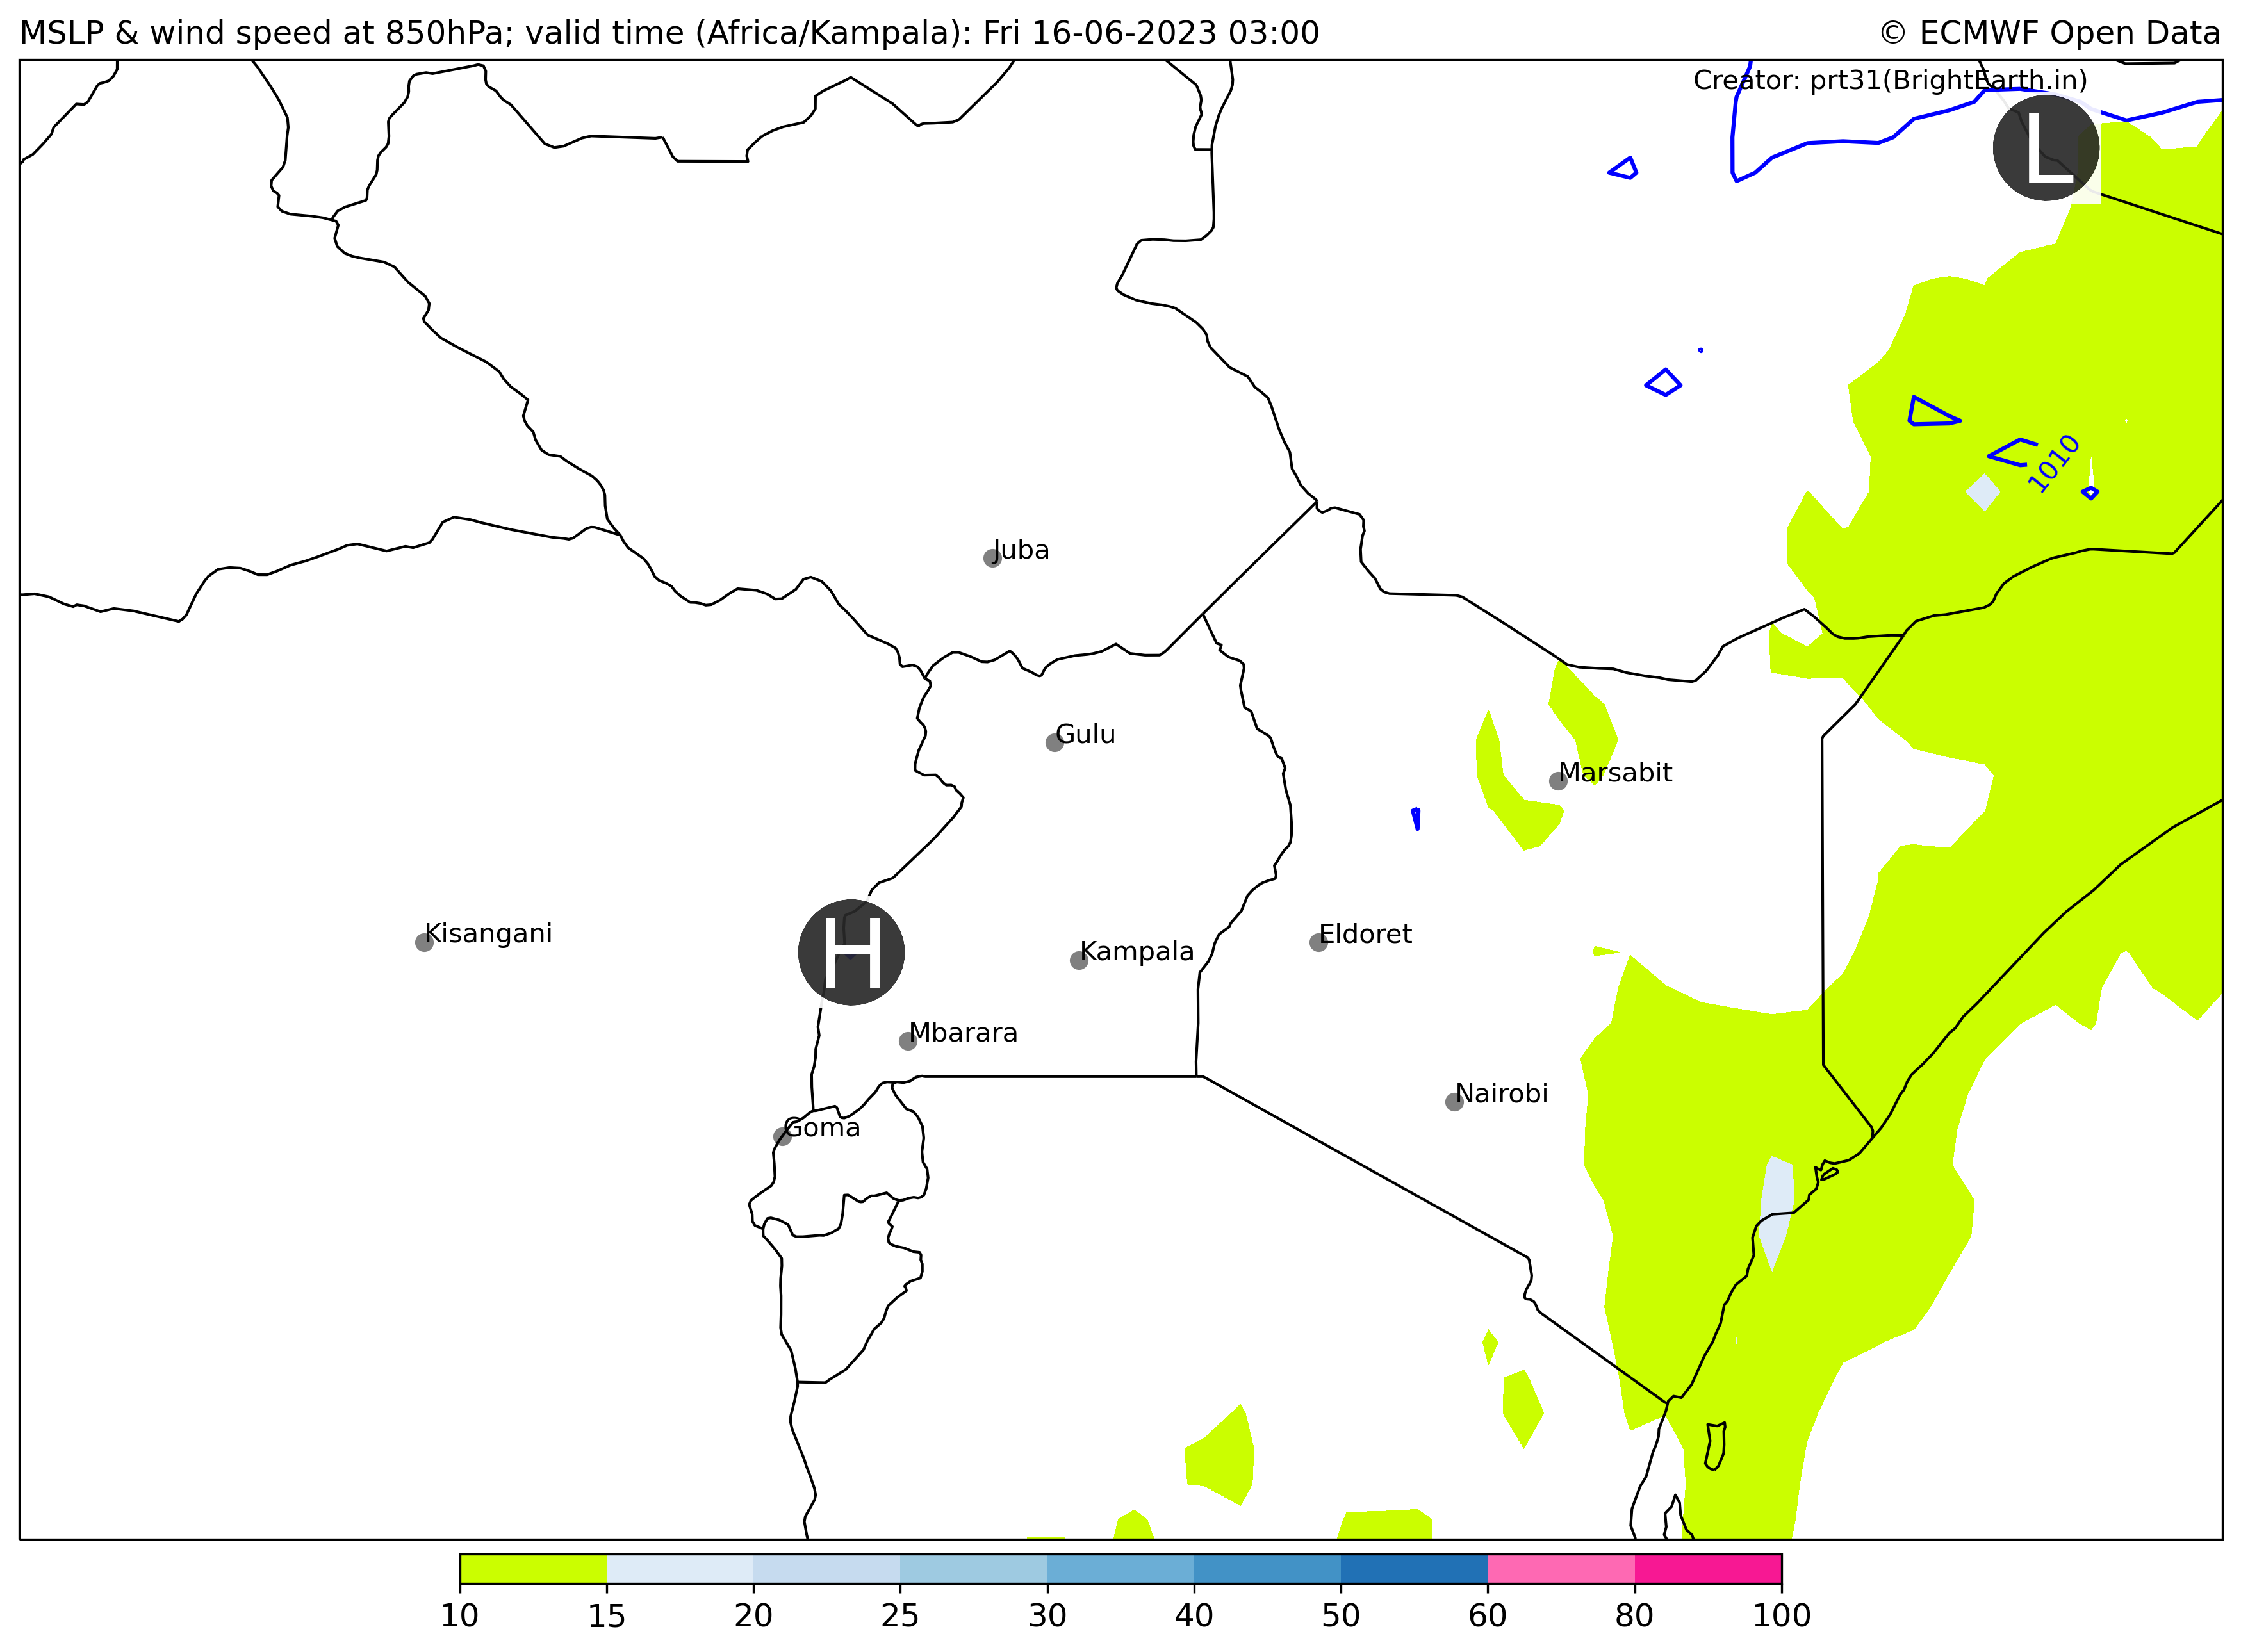 MSLP & wind speed at 850hPa; valid time (Africa/Kampala): Fri 16-06-2023 03:00
© ECMWF Open Data
Creator: prt31(BrightEarth.in)
L
1010
Juba
Gulu
Marsabit
Kisangani
H
Kampala
Eldoret
Mbarara
Nairobi
Goma
10 15 20 25 30 40 50 60 80 100